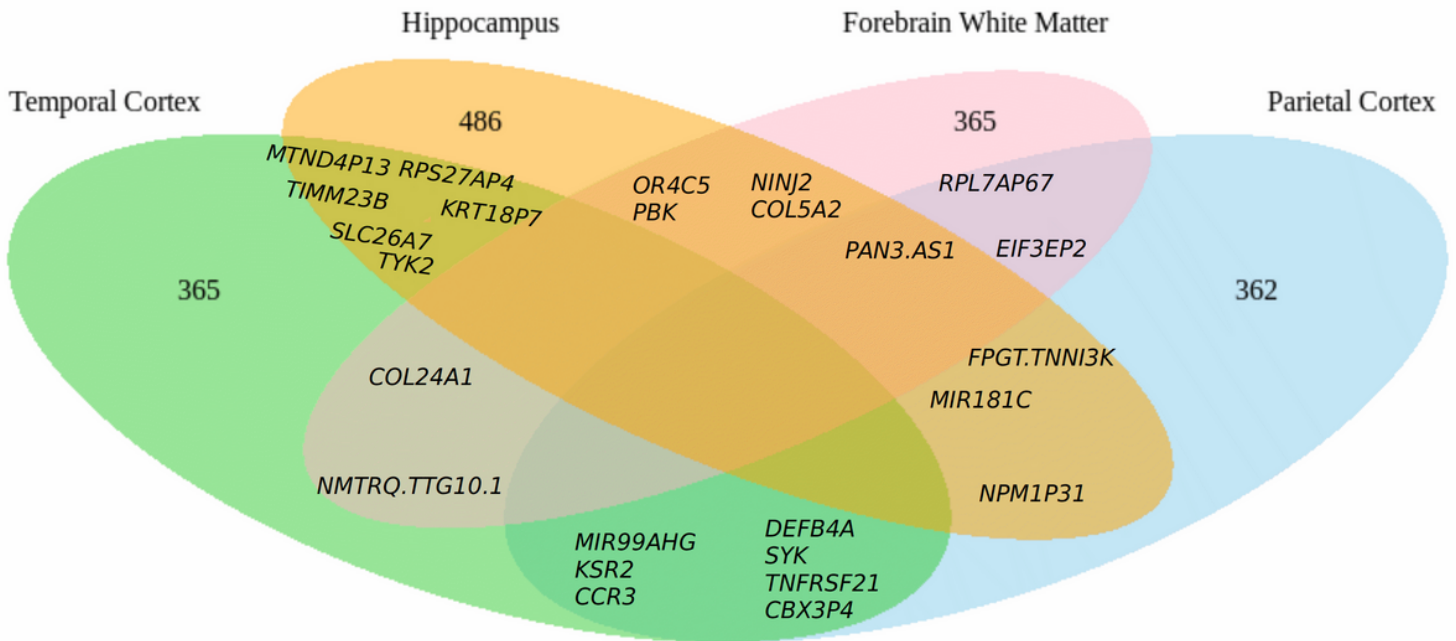 Hippocampus
Forebrain White Matter
Temporal Cortex
Parietal Cortex
486
365
MTND4P13 RPS27AP4
TIMM23B
KRT18P7
SLC26A7
TYK2
OR4C5
PBK
NINJ2
COL5A2
RPL7AP67
PAN3.AS1
EIF3EP2
365
362
COL24A1
FPGT.TNNI3K
MIR181C
NMTRQ.TTG10.1
NPM1P31
MIR99AHG
KSR2
CCR3
DEFB4A
SYK
TNFRSF21
CBX3P4